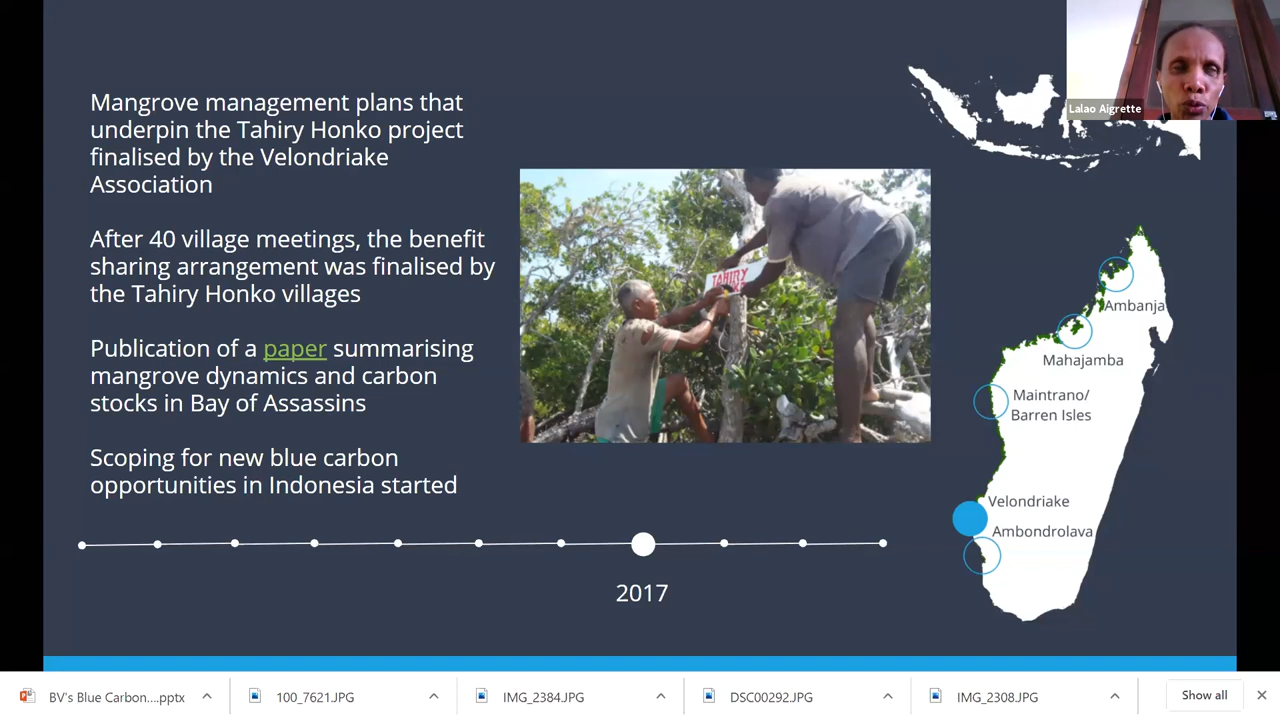 Mangrove management plans that
underpin the Tahiry Honko project
finalised by the Velondriake
Association
After 40 village meetings, the benefit
sharing arrangement was finalised by
the Tahiry Honko villages
Publication of a paper summarising
mangrove dynamics and carbon
stocks in Bay of Assassins
Scoping for new blue carbon
opportunities in Indonesia started
2017
TAHIRY
Lalao Aigrette
Ambanja
Mahajamba
Maintrano/
Barren Isles
Velondriake
Ambondrolava
BV's Blue Carbon....pptx
100_7621.JPG
IMG_2384.JPG
DSC00292.JPG
IMG_2308.JPG
Show all